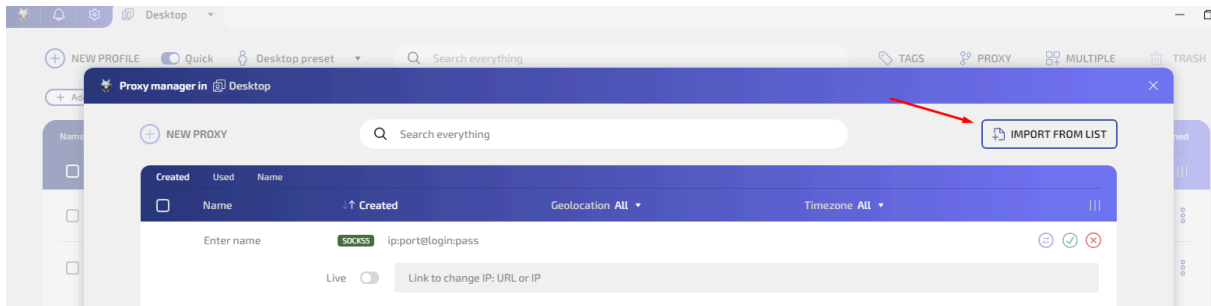 Desktop
NEW PROFILE Quick Desktop preset Search everything TAGS PROXY MULTIPLE TRASH
Proxy manager in Desktop
+ Ad
NEW PROXY Search everything IMPORT FROM LIST
Name
Created Used Name
Name ↓↑ Created Geolocation All Timezone All
Enter name SOCKS5 ip:port@login:pass
Live Link to change IP: URL or IP